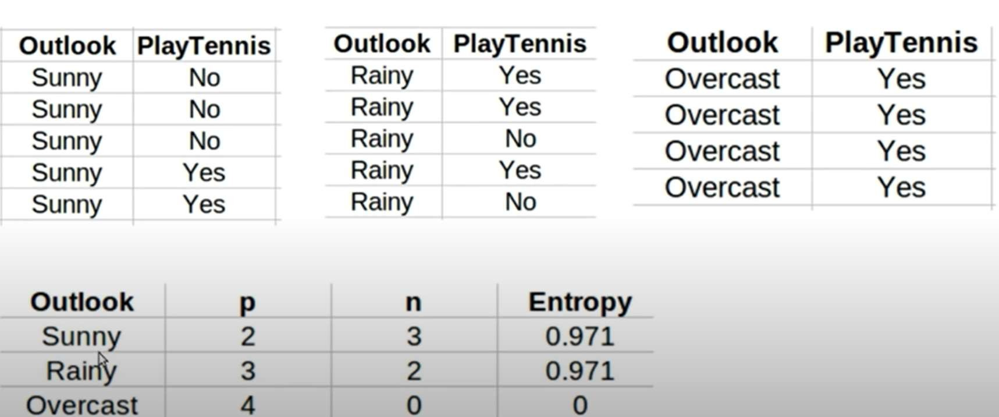 Outlook PlayTennis
Sunny No
Sunny No
Sunny No
Sunny Yes
Sunny Yes
Outlook PlayTennis
Rainy Yes
Rainy Yes
Rainy No
Rainy Yes
Rainy No
Outlook PlayTennis
Overcast Yes
Overcast Yes
Overcast Yes
Overcast Yes
Outlook p n Entropy
Sunny 2 3 0.971
Rainy 3 2 0.971
Overcast 4 0 0